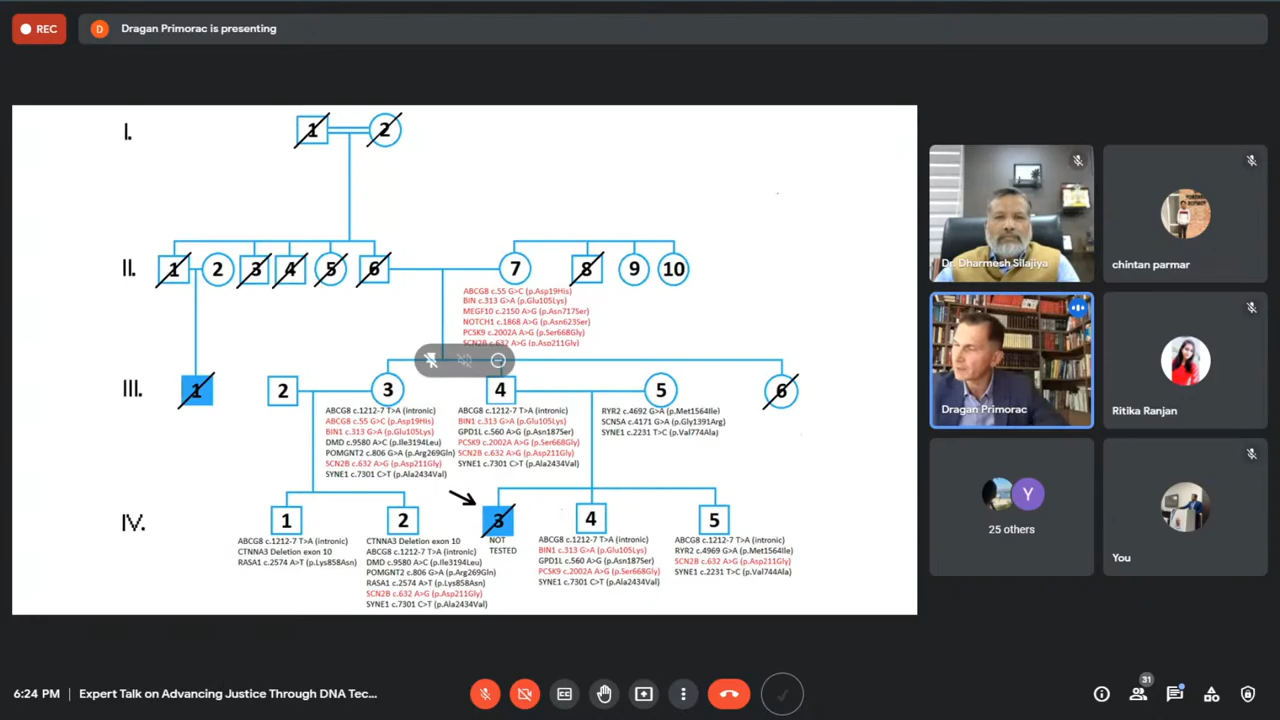 REC
D
Dragan Primorac is presenting
I.
1
2
II.
1
2
3
4
5
6
7
8
9
10
ABCG8 c.55 G>C (p.Asp19His)
BIN c.313 G>A (p.Glu105Lys)
MEGF10 c.2150 A>G (p.Asn717Ser)
NOTCH1 c.1868 A>G (p.Asn623Ser)
PCSK9 c.2002A A>G (p.Ser668Gly)
SCN2B c.632 A>G (p.Asp211Gly)
III.
1
2
3
4
5
6
ABCG8 c.1212-7 T>A (intronic)
ABCG8 c.55 G>C (p.Asp19His)
BIN1 c.313 G>A (p.Glu105Lys)
DMD c.9580 A>C (p.Ile3194Leu)
POMGNT2 c.806 G>A (p.Arg269Gln)
SCN2B c.632 A>G (p.Asp211Gly)
SYNE1 c.7301 C>T (p.Ala2434Val)
ABCG8 c.1212-7 T>A (intronic)
BIN1 c.313 G>A (p.Glu105Lys)
GPD1L c.560 A>G (p.Asn187Ser)
PCSK9 c.2002A A>G (p.Ser668Gly)
SCN2B c.632 A>G (p.Asp211Gly)
SYNE1 c.7301 C>T (p.Ala2434Val)
RYR2 c.4692 G>A (p.Met1564Ile)
SCN5A c.4171 G>A (p.Gly1391Arg)
SYNE1 c.2231 T>C (p.Val774Ala)
IV.
1
2
3
4
5
ABCG8 c.1212-7 T>A (intronic)
CTNNA3 Deletion exon 10
RASA1 c.2574 A>T (p.Lys858Asn)
CTNNA3 Deletion exon 10
ABCG8 c.1212-7 T>A (intronic)
DMD c.9580 A>C (p.Ile3194Leu)
POMGNT2 c.806 G>A (p.Arg269Gln)
RASA1 c.2574 A>T (p.Lys858Asn)
SCN2B c.632 A>G (p.Asp211Gly)
SYNE1 c.7301 C>T (p.Ala2434Val)
NOT
TESTED
ABCG8 c.1212-7 T>A (intronic)
BIN1 c.313 G>A (p.Glu105Lys)
GPD1L c.560 A>G (p.Asn187Ser)
PCSK9 c.2002A A>G (p.Ser668Gly)
SYNE1 c.7301 C>T (p.Ala2434Val)
ABCG8 c.1212-7 T>A (intronic)
RYR2 c.4969 G>A (p.Met1564Ile)
SCN2B c.632 A>G (p.Asp211Gly)
SYNE1 c.2231 T>C (p.Val744Ala)
Dr. Dharmesh Silajiya
chintan parmar
Dragan Primorac
Ritika Ranjan
Y
25 others
You
6:24 PM | Expert Talk on Advancing Justice Through DNA Tec...
31